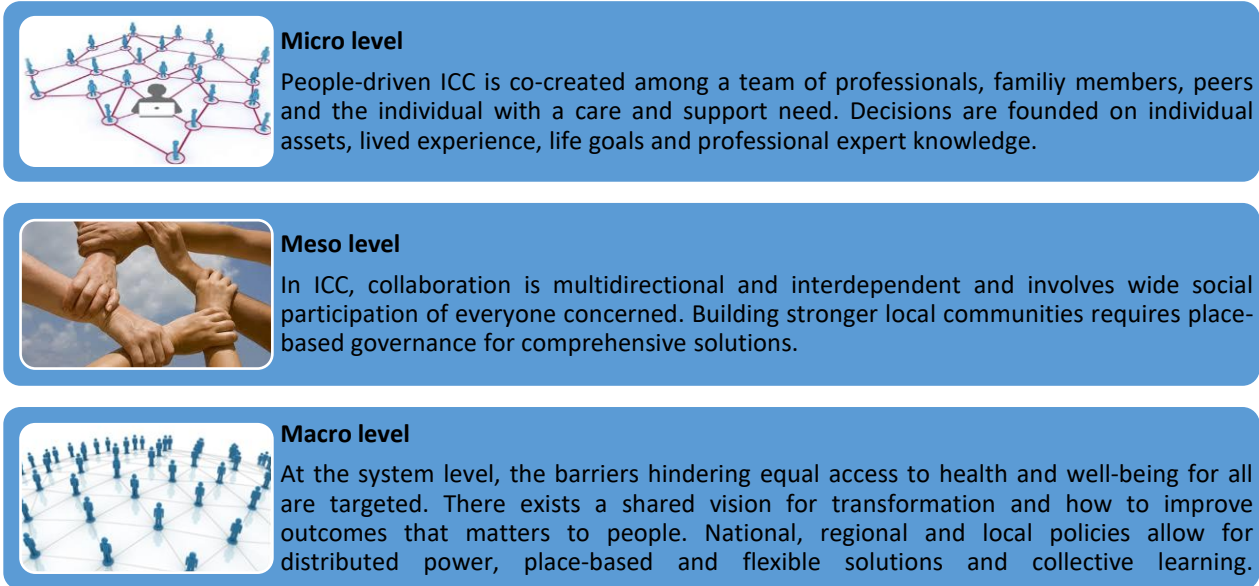 Micro level
People-driven ICC is co-created among a team of professionals, familiy members, peers
and the individual with a care and support need. Decisions are founded on individual
assets, lived experience, life goals and professional expert knowledge.
Meso level
In ICC, collaboration is multidirectional and interdependent and involves wide social
participation of everyone concerned. Building stronger local communities requires place-
based governance for comprehensive solutions.
Macro level
At the system level, the barriers hindering equal access to health and well-being for all
are targeted. There exists a shared vision for transformation and how to improve
outcomes that matters to people. National, regional and local policies allow for
distributed power, place-based and flexible solutions and collective learning.